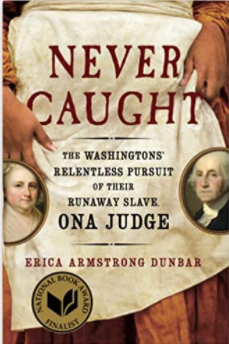 NEVER
CAUGHT
THE WASHINGTONS'
RELENTLESS PURSUIT
OF THEIR
RUNAWAY SLAVE,
ONA JUDGE
ERICA ARMSTRONG DUNBAR
NATIONAL BOOK AWARD
FINALIST